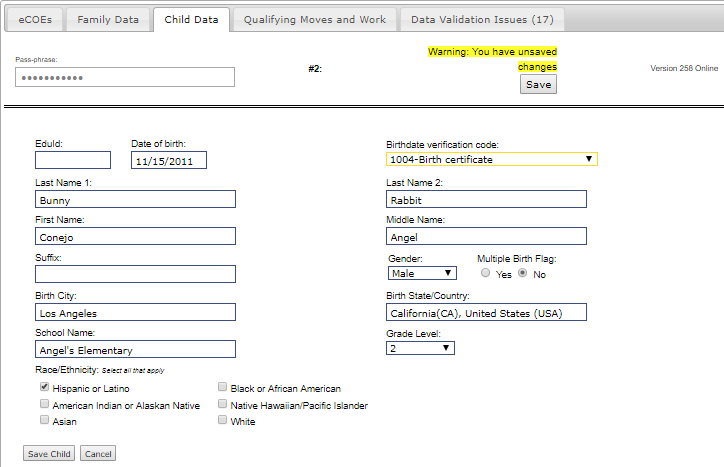 eCOEs Family Data Child Data Qualifying Moves and Work Data Validation Issues (17)
Pass-phrase:
•••••••••••
#2:
Warning: You have unsaved
changes
Save
Version 258 Online
EduId: Date of birth: Birthdate verification code:
11/15/2011 1004-Birth certificate
Last Name 1: Last Name 2:
Bunny Rabbit
First Name: Middle Name:
Conejo Angel
Suffix: Gender: Multiple Birth Flag:
Male Yes No
Birth City: Birth State/Country:
Los Angeles California(CA), United States (USA)
School Name: Grade Level:
Angel's Elementary 2
Race/Ethnicity: Select all that apply
Hispanic or Latino Black or African American
American Indian or Alaskan Native Native Hawaiian/Pacific Islander
Asian White
Save Child Cancel